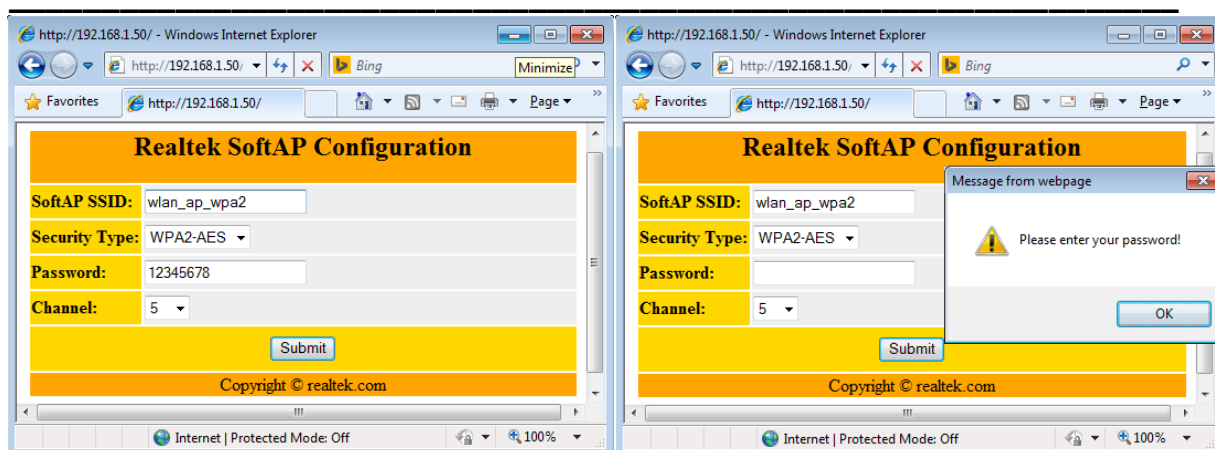 http://192.168.1.50/ - Windows Internet Explorer
http://192.168.1.50/ Bing
Minimize
Favorites http://192.168.1.50/ Page
Realtek SoftAP Configuration
SoftAP SSID: wlan_ap_wpa2
Security Type: WPA2-AES
Password: 12345678
Channel: 5
Submit
Copyright © realtek.com
Internet | Protected Mode: Off 100%
http://192.168.1.50/ - Windows Internet Explorer
http://192.168.1.50/ Bing
Favorites http://192.168.1.50/ Page
Realtek SoftAP Configuration
SoftAP SSID: wlan_ap_wpa2
Security Type: WPA2-AES
Password:
Channel: 5
Submit
Copyright © realtek.com
Internet | Protected Mode: Off 100%
Message from webpage
Please enter your password!
OK